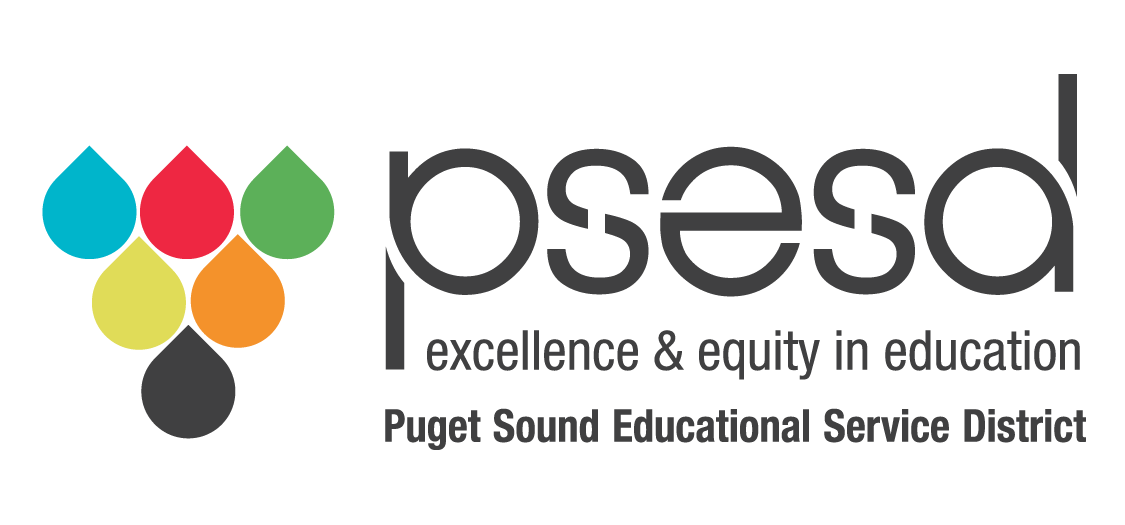 psesd
excellence & equity in education
Puget Sound Educational Service District